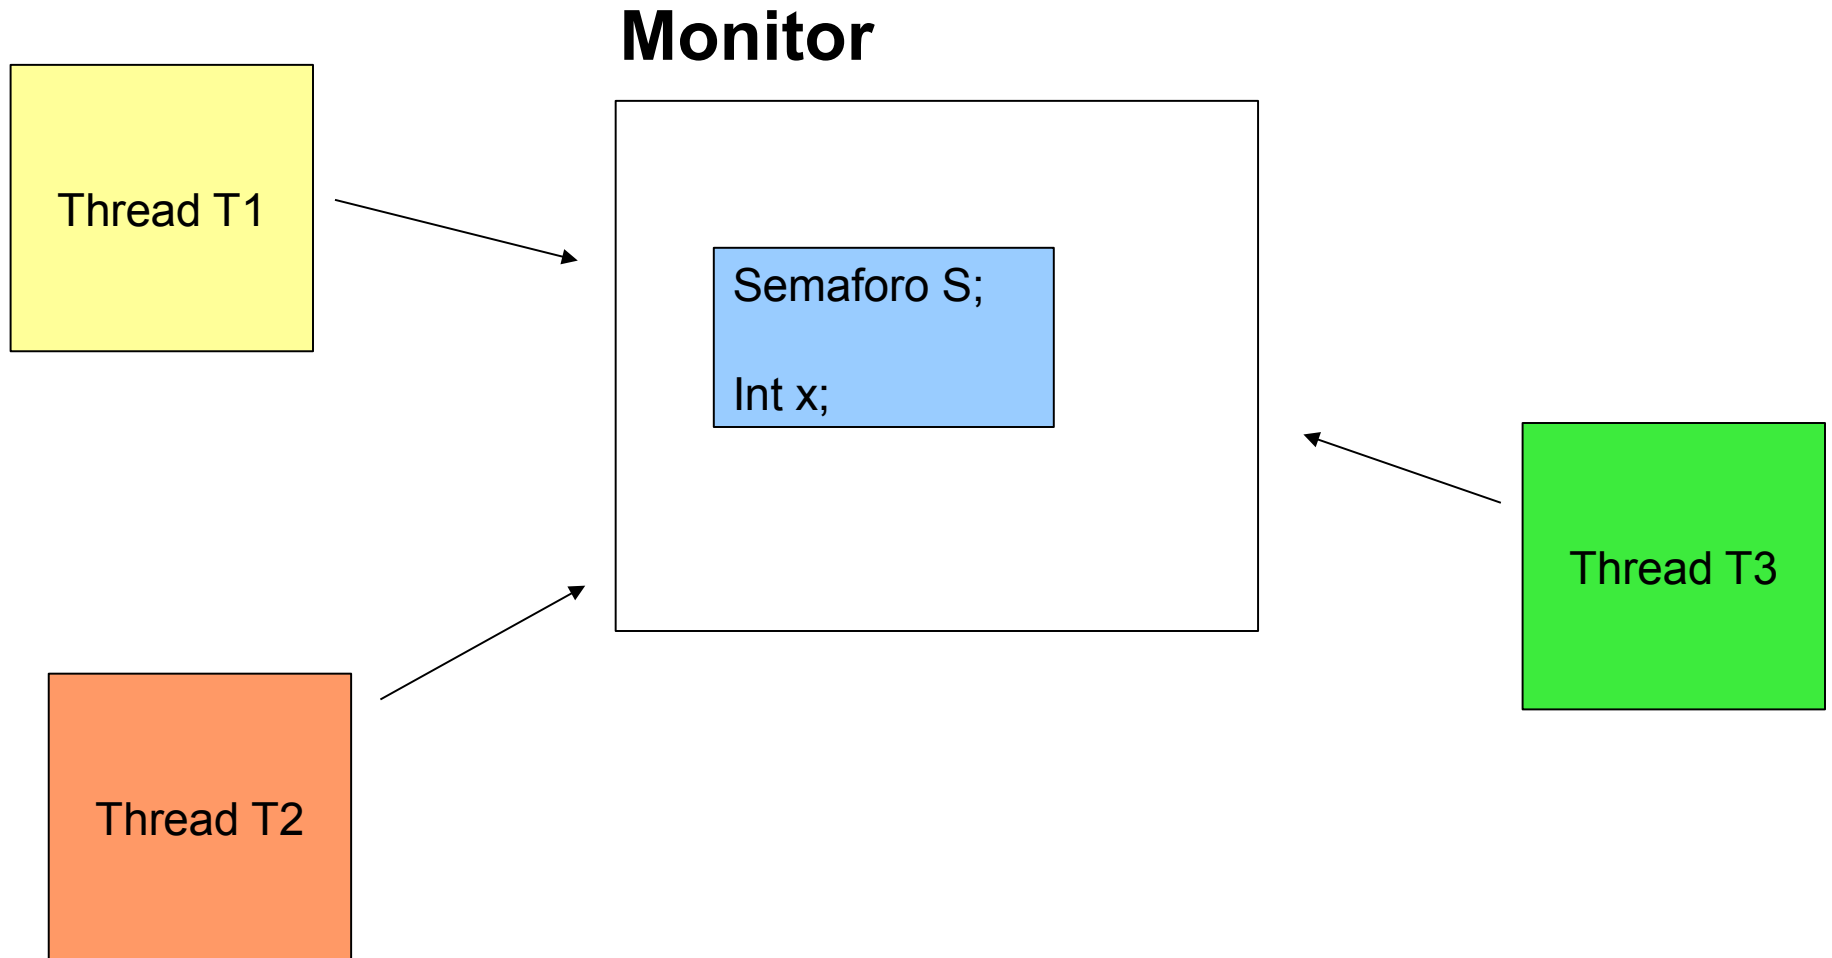 Monitor
Thread T1
Semaforo S;
Int x;
Thread T3
Thread T2